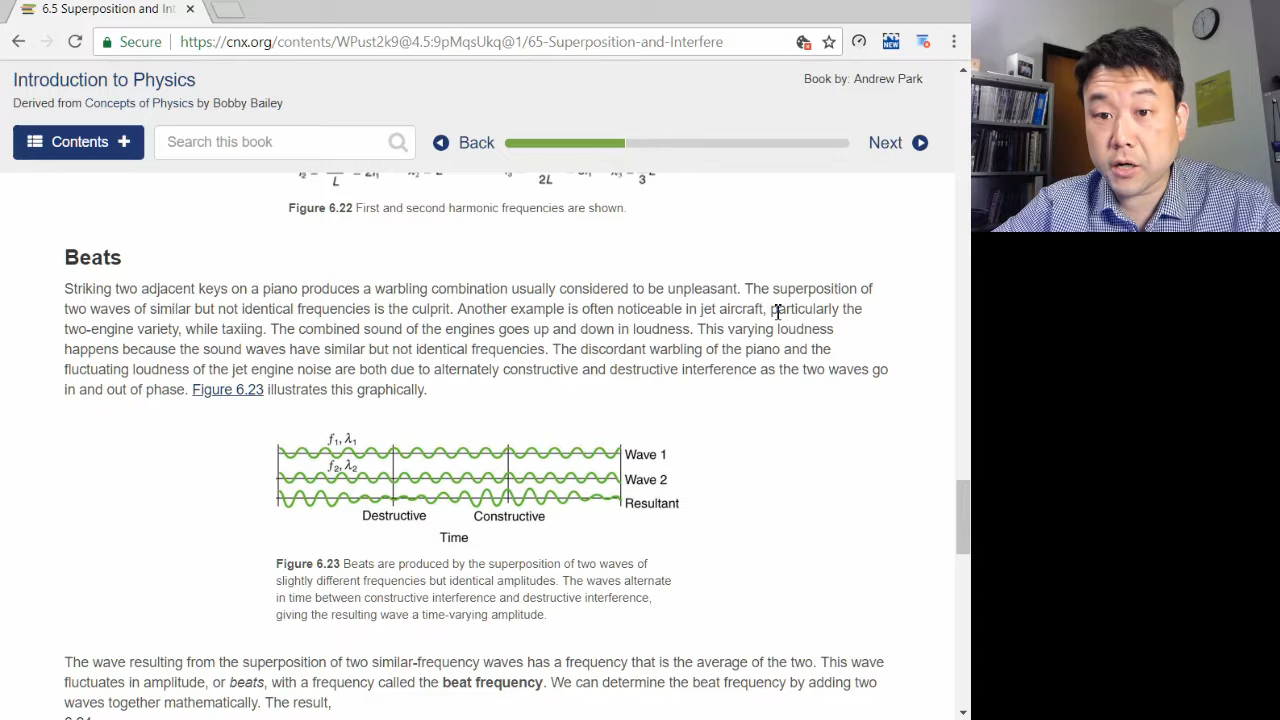 6.5 Superposition and Int
Secure
https://cnx.org/contents/WPust2k9@4.5:9pMqsUkq@1/65-Superposition-and-Interfere
NEW
Introduction to Physics
Book by: Andrew Park
Derived from Concepts of Physics by Bobby Bailey
Contents +
Search this book
Back
Next
L
2L
3
Figure 6.22 First and second harmonic frequencies are shown.
Beats
Striking two adjacent keys on a piano produces a warbling combination usually considered to be unpleasant. The superposition of
two waves of similar but not identical frequencies is the culprit. Another example is often noticeable in jet aircraft, particularly the
two-engine variety, while taxiing. The combined sound of the engines goes up and down in loudness. This varying loudness
happens because the sound waves have similar but not identical frequencies. The discordant warbling of the piano and the
fluctuating loudness of the jet engine noise are both due to alternately constructive and destructive interference as the two waves go
in and out of phase. Figure 6.23 illustrates this graphically.
f₁, λ₁
Wave 1
f₂, λ₂
Wave 2
Resultant
Destructive
Constructive
Time
Figure 6.23 Beats are produced by the superposition of two waves of
slightly different frequencies but identical amplitudes. The waves alternate
in time between constructive interference and destructive interference,
giving the resulting wave a time-varying amplitude.
The wave resulting from the superposition of two similar-frequency waves has a frequency that is the average of the two. This wave
fluctuates in amplitude, or beats, with a frequency called the beat frequency. We can determine the beat frequency by adding two
waves together mathematically. The result,